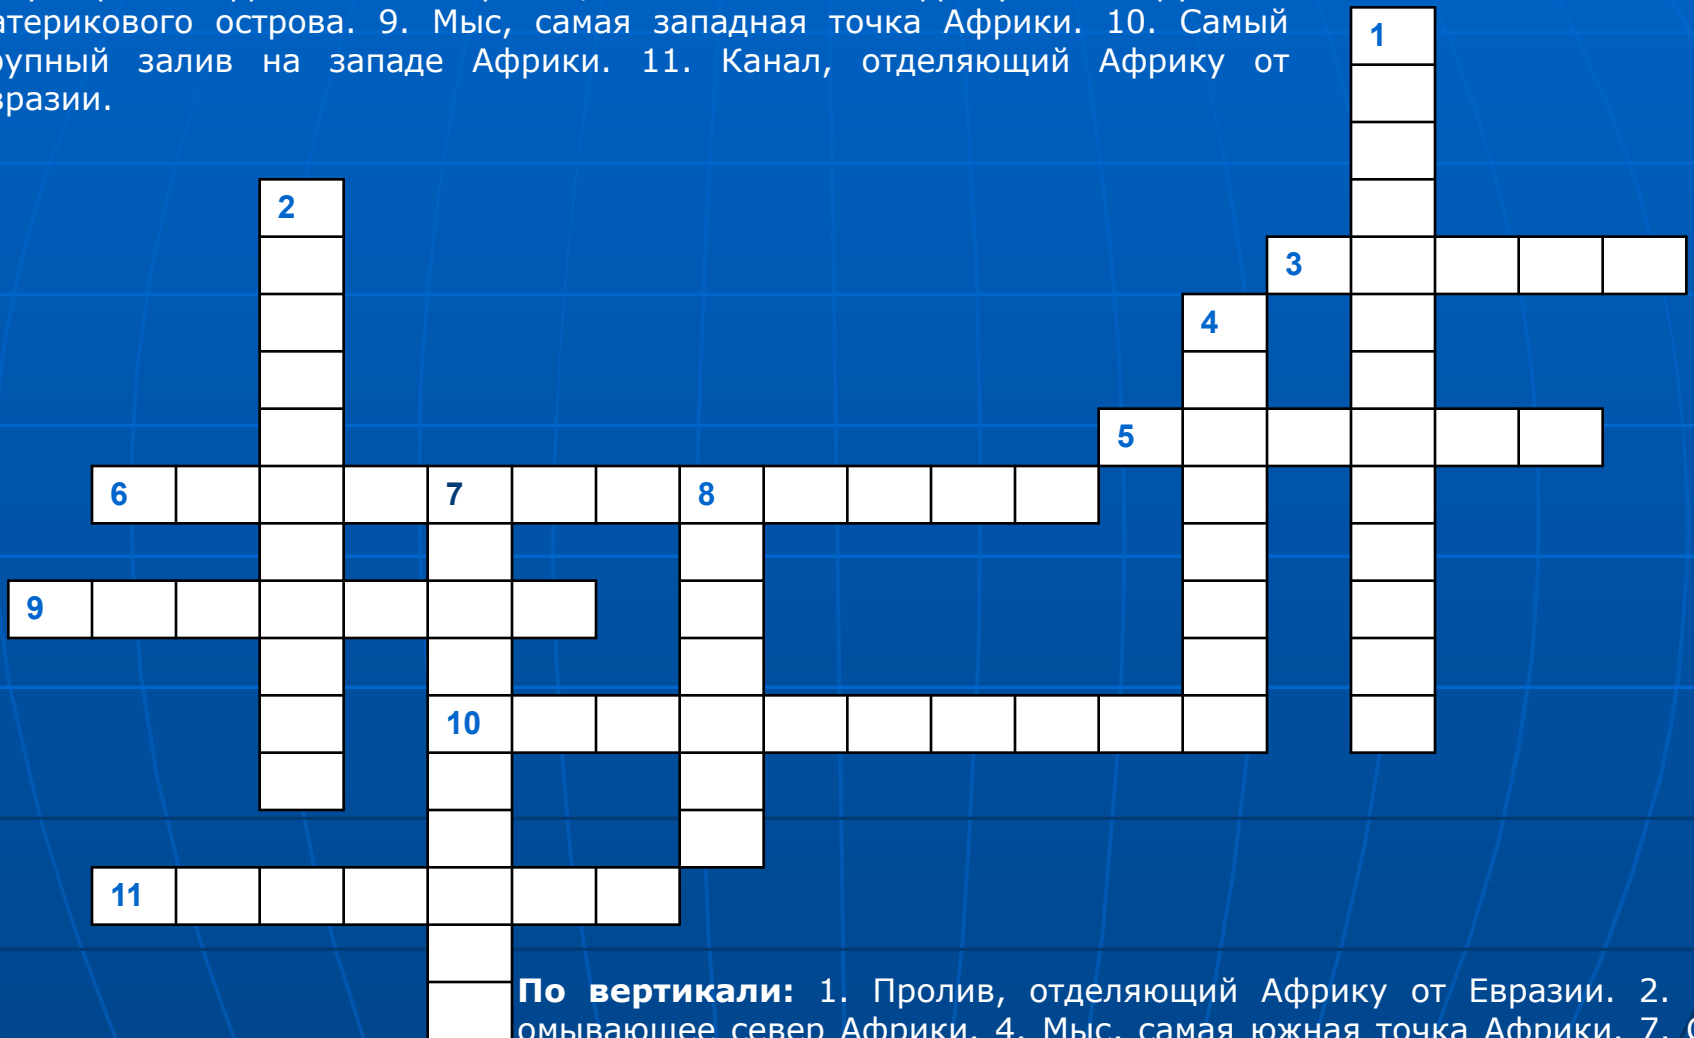 атерикового острова. 9. Мыс, самая западная точка Африки. 10. Самый
рупный залив на западе Африки. 11. Канал, отделяющий Африку от
вразии.
1
2
3
4
5
6 7 8
9
10
11
По вертикали: 1. Пролив, отделяющий Африку от Евразии. 2.
омывающее север Африки. 4. Мыс, самая южная точка Африки. 7.